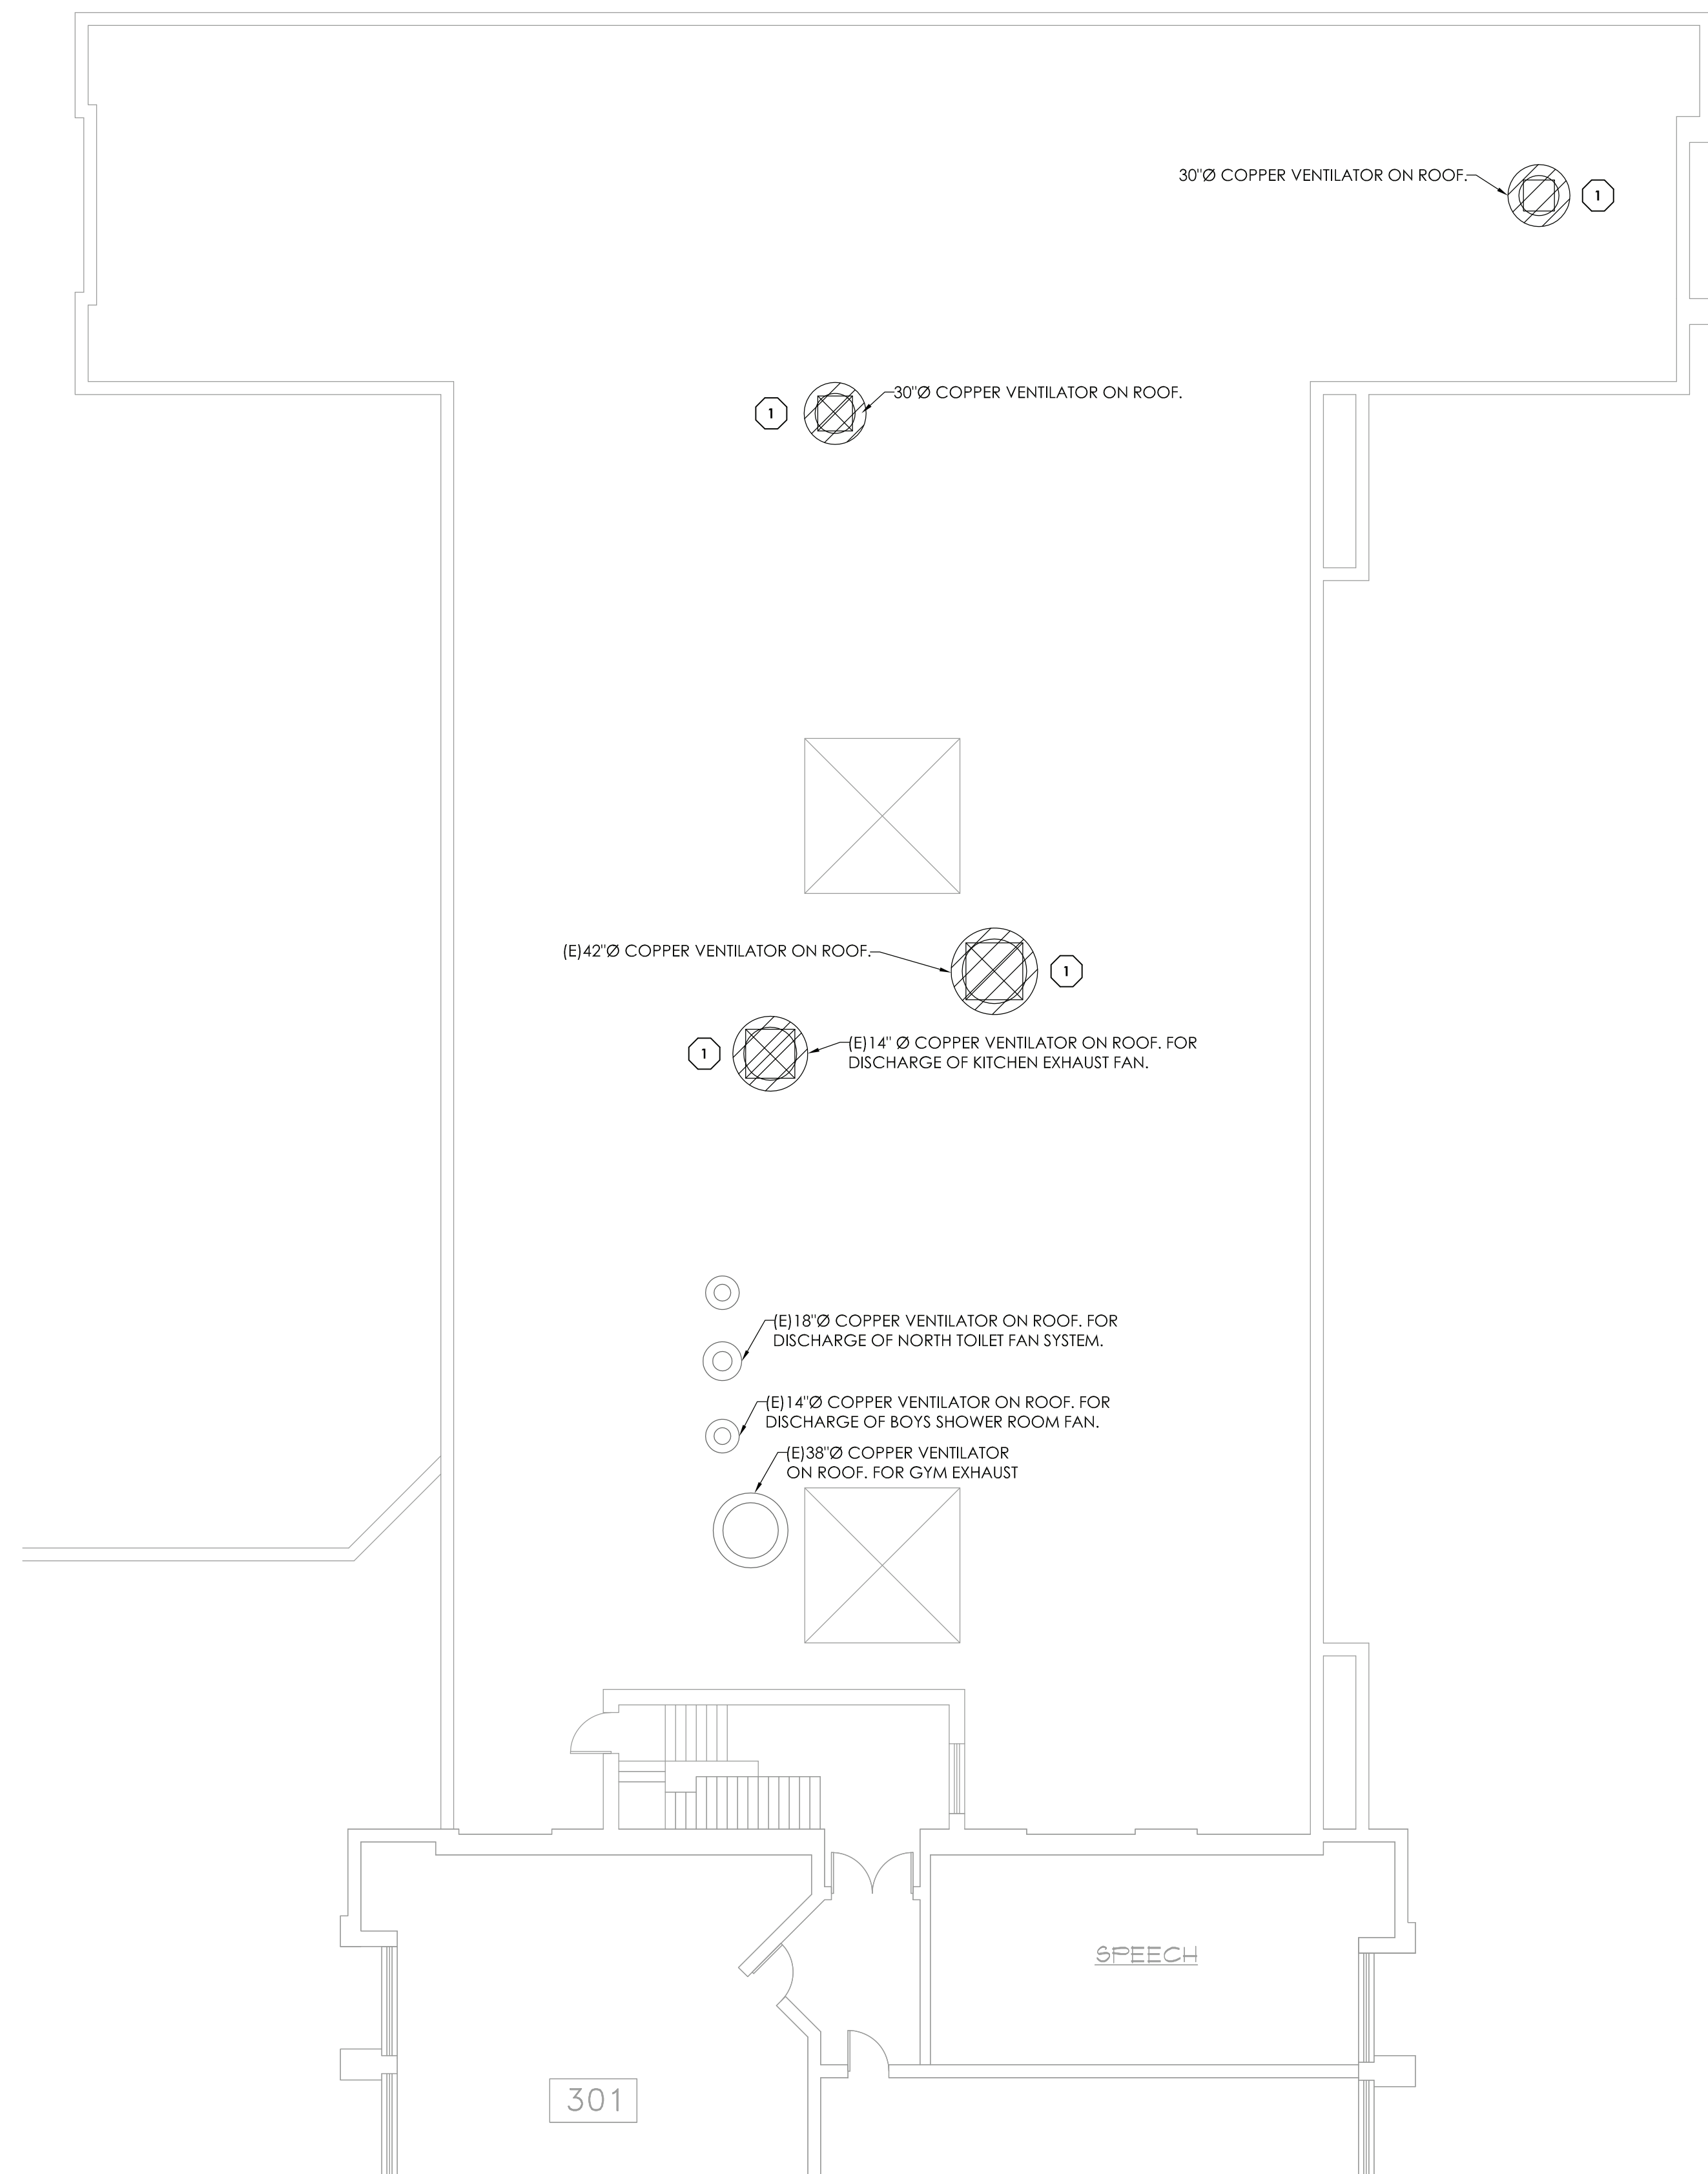 30"Ø COPPER VENTILATOR ON ROOF.
1
1
30"Ø COPPER VENTILATOR ON ROOF.
(E)42"Ø COPPER VENTILATOR ON ROOF.
1
1
(E)14" Ø COPPER VENTILATOR ON ROOF. FOR
DISCHARGE OF KITCHEN EXHAUST FAN.
(E)18"Ø COPPER VENTILATOR ON ROOF. FOR
DISCHARGE OF NORTH TOILET FAN SYSTEM.
(E)14"Ø COPPER VENTILATOR ON ROOF. FOR
DISCHARGE OF BOYS SHOWER ROOM FAN.
(E)38"Ø COPPER VENTILATOR
ON ROOF. FOR GYM EXHAUST
SPEECH
301